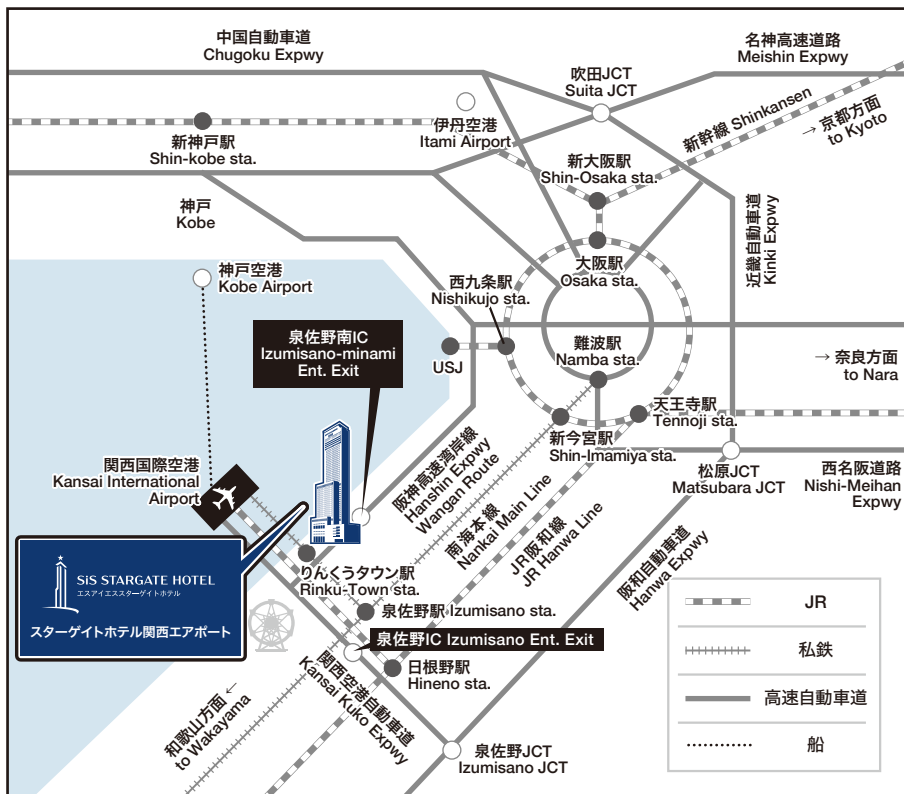 中国自動車道
Chugoku Expwy
名神高速道路
Meishin Expwy
吹田JCT
Suita JCT
伊丹空港
Itami Airport
新幹線 Shinkansen
→ 京都方面
to Kyoto
新神戸駅
Shin-kobe sta.
新大阪駅
Shin-Osaka sta.
神戸
Kobe
近畿自動車道
Kinki Expwy
神戸空港
Kobe Airport
大阪駅
Osaka sta.
西九条駅
Nishikujo sta.
泉佐野南IC
Izumisano-minami
Ent. Exit
USJ
難波駅
Namba sta.
→ 奈良方面
to Nara
天王寺駅
Tennoji sta.
新今宮駅
Shin-Imamiya sta.
関西国際空港
Kansai International
Airport
阪神高速湾岸線
Hanshin Expwy
Wangan Route
松原JCT
Matsubara JCT
西名阪道路
Nishi-Meihan
Expwy
南海本線
Nankai Main Line
JR阪和線
JR Hanwa Line
阪和自動車道
Hanwa Expwy
SiS STARGATE HOTEL
エスアイエススターゲイトホテル
スターゲイトホテル関西エアポート
りんくうタウン駅
Rinku-Town sta.
泉佐野駅 Izumisano sta.
泉佐野IC Izumisano Ent. Exit
日根野駅
Hineno sta.
関西空港自動車道
Kansai Kuko Expwy
和歌山方面 ←
to Wakayama
泉佐野JCT
Izumisano JCT
JR
私鉄
高速自動車道
船